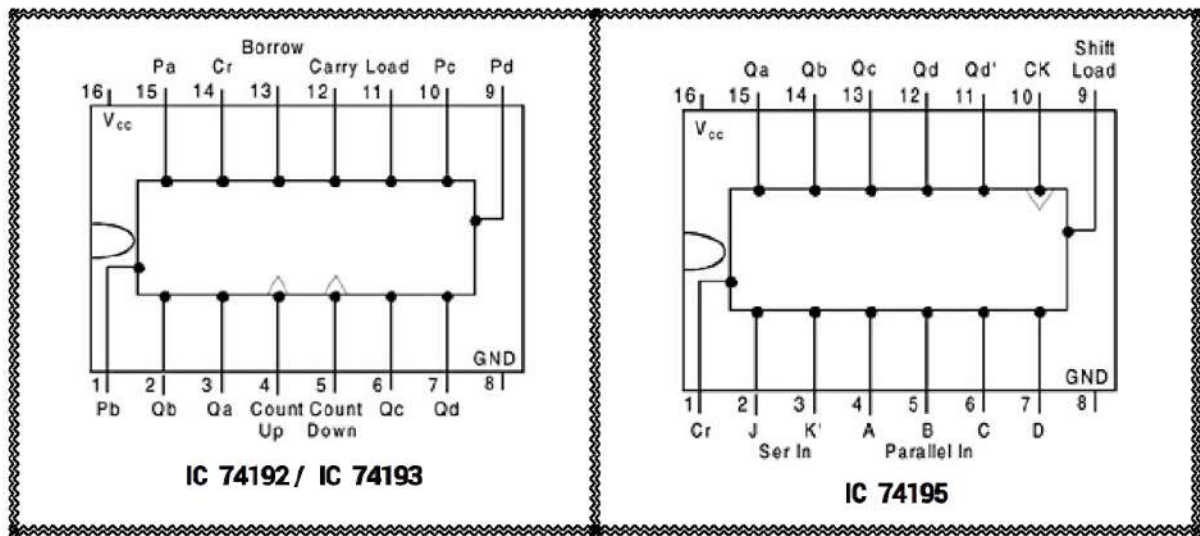 Borrow
Pa Cr Carry Load Pc Pd
16 15 14 13 12 11 10 9
Vcc
GND
1 2 3 4 5 6 7 8
Pb Qb Qa Count Count Qc Qd
Up Down
IC 74192 / IC 74193
Shift
Qa Qb Qc Qd Qd' CK Load
16 15 14 13 12 11 10 9
Vcc
GND
1 2 3 4 5 6 7 8
Cr J K' A B C D
Ser In Parallel In
IC 74195